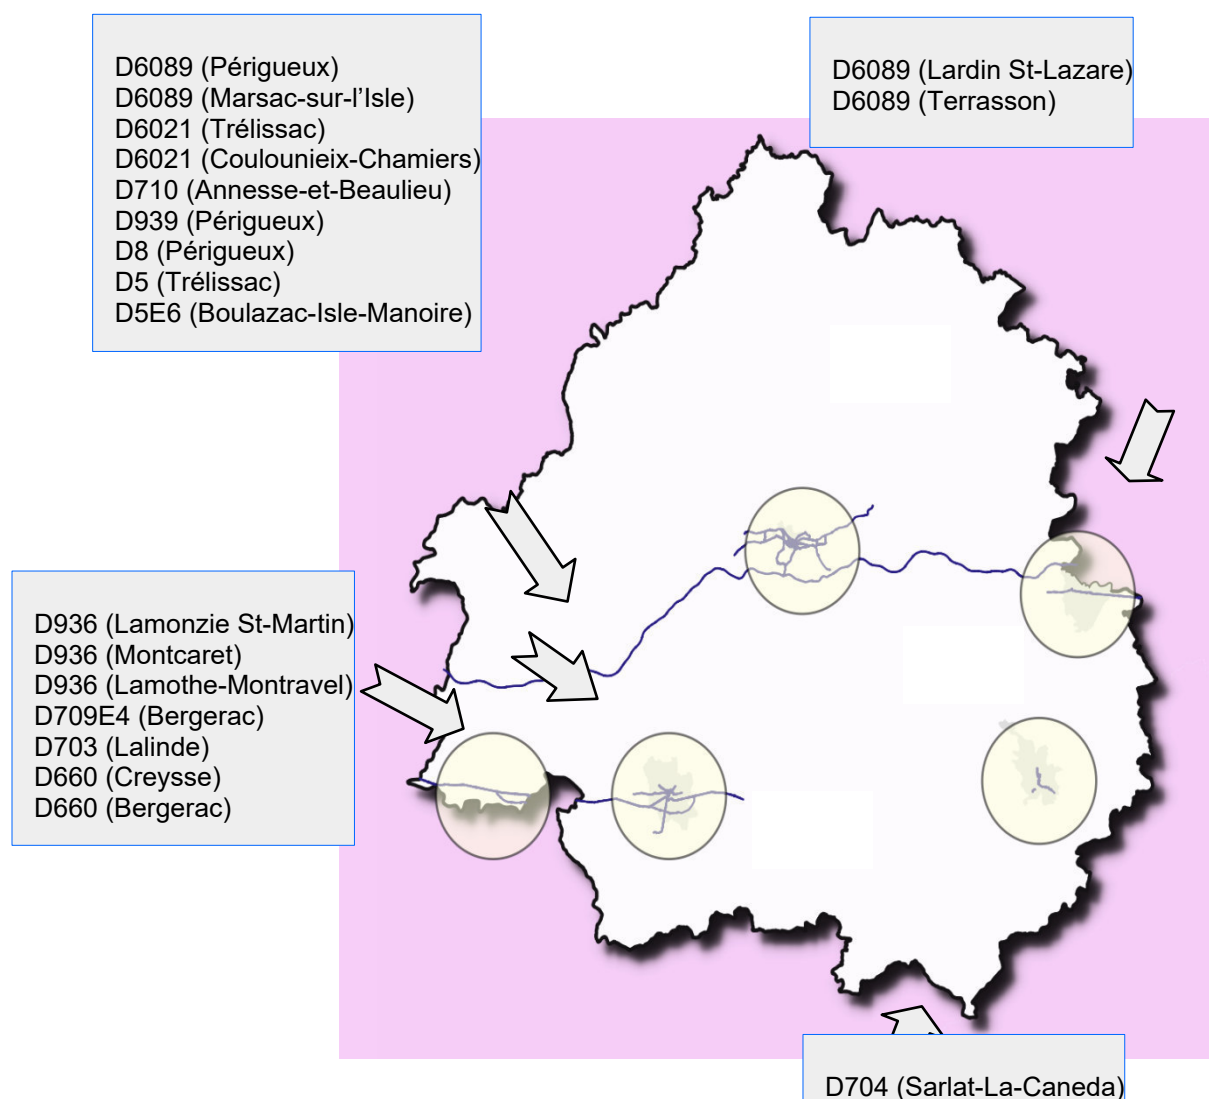 D6089 (Périgueux)
D6089 (Marsac-sur-l'Isle)
D6021 (Trélissac)
D6021 (Coulounieix-Chamiers)
D710 (Annesse-et-Beaulieu)
D939 (Périgueux)
D8 (Périgueux)
D5 (Trélissac)
D5E6 (Boulazac-Isle-Manoire)
D6089 (Lardin St-Lazare)
D6089 (Terrasson)
D936 (Lamonzie St-Martin)
D936 (Montcaret)
D936 (Lamothe-Montravel)
D709E4 (Bergerac)
D703 (Lalinde)
D660 (Creysse)
D660 (Bergerac)
D704 (Sarlat-La-Caneda)